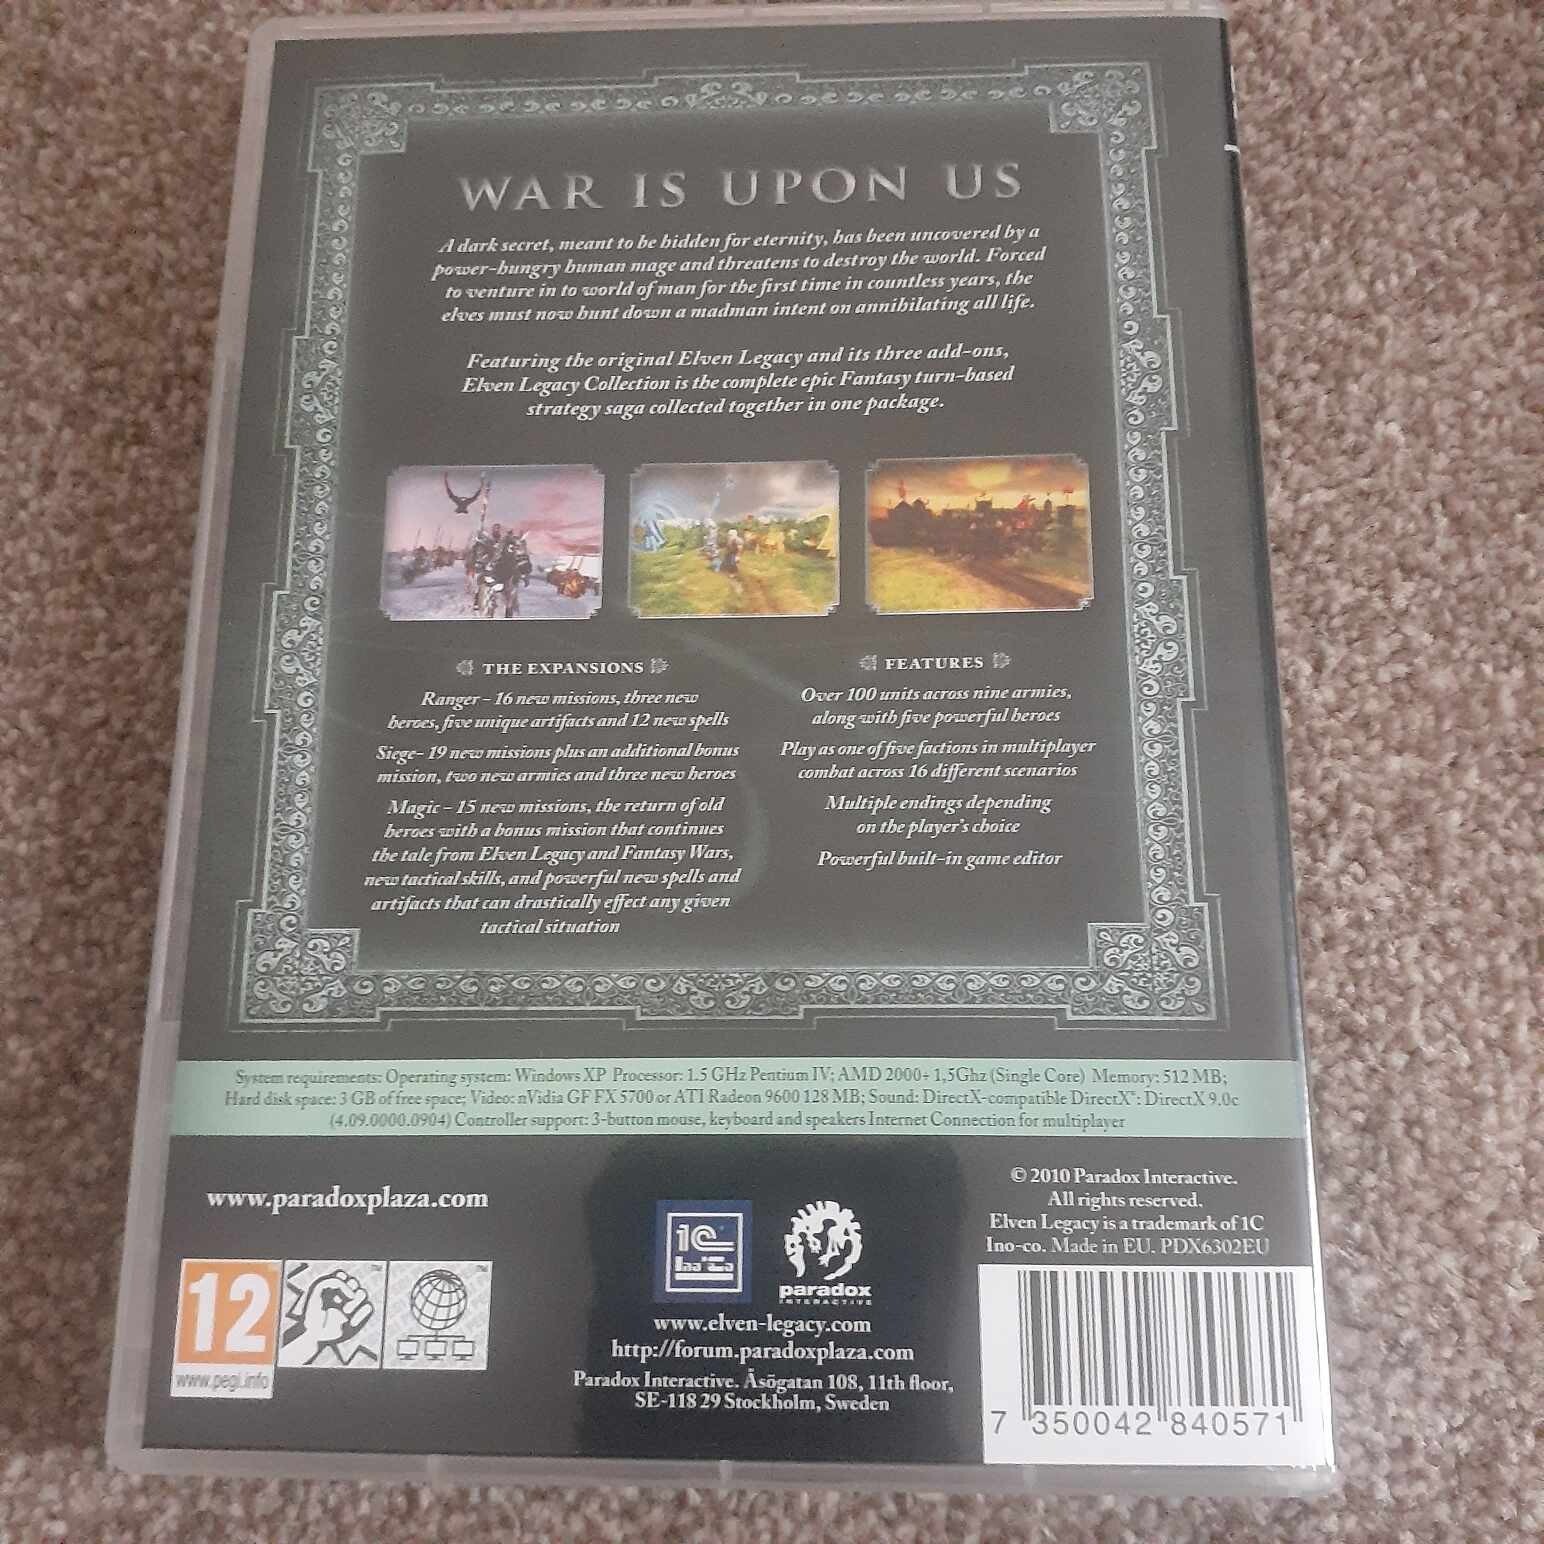 WAR IS UPON US
A dark secret, meant to be hidden for eternity, has been uncovered by a
power-hungry human mage and threatens to destroy the world. Forced
to venture in to world of man for the first time in countless years, the
elves must now hunt down a madman intent on annihilating all life.
Featuring the original Elven Legacy and its three add-ons,
Elven Legacy Collection is the complete epic Fantasy turn-based
strategy saga collected together in one package.
THE EXPANSIONS
Ranger - 16 new missions, three new
heroes, five unique artifacts and 12 new spells
Siege- 19 new missions plus an additional bonus
mission, two new armies and three new heroes
Magic - 15 new missions, the return of old
heroes with a bonus mission that continues
the tale from Elven Legacy and Fantasy Wars,
new tactical skills, and powerful new spells and
artifacts that can drastically effect any given
tactical situation
FEATURES
Over 100 units across nine armies,
along with five powerful heroes
Play as one of five factions in multiplayer
combat across 16 different scenarios
Multiple endings depending
on the player's choice
Powerful built-in game editor
System requirements: Operating system: Windows XP Processor: 1.5 GHz Pentium IV; AMD 2000+ 1,5Ghz (Single Core) Memory: 512 MB;
Hard disk space: 3 GB of free space; Video: nVidia GF FX 5700 or ATI Radeon 9600 128 MB; Sound: DirectX-compatible DirectX®: DirectX 9.0c
(4.09.0000.0904) Controller support: 3-button mouse, keyboard and speakers Internet Connection for multiplayer
www.paradoxplaza.com
12
www.pegi.info
TM
TM
1C
paradox
INTERACTIVE
www.elven-legacy.com
http://forum.paradoxplaza.com
Paradox Interactive. Åsögatan 108, 11th floor,
SE-118 29 Stockholm, Sweden
© 2010 Paradox Interactive.
All rights reserved.
Elven Legacy is a trademark of 1C
Ino-co. Made in EU. PDX6302EU
7 350042 840571